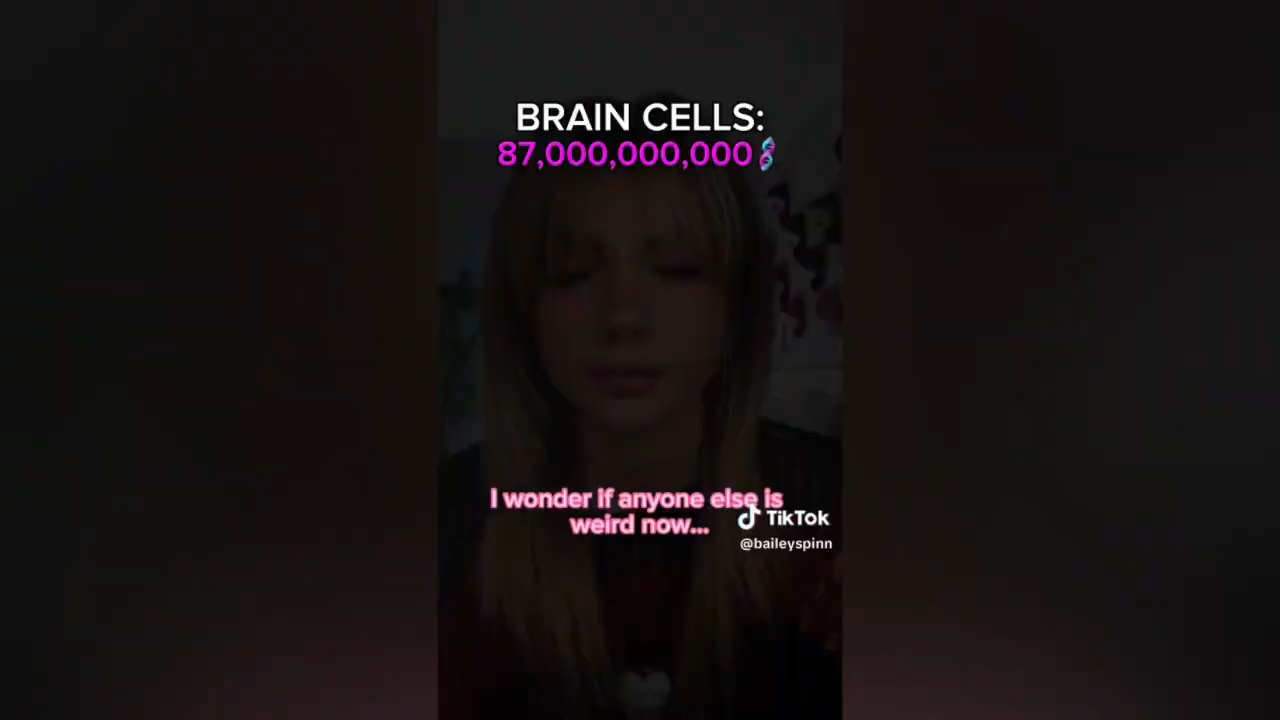 BRAIN CELLS:
87,000,000,000🧬
I wonder if anyone else is
weird now...
TikTok
@baileyspinn